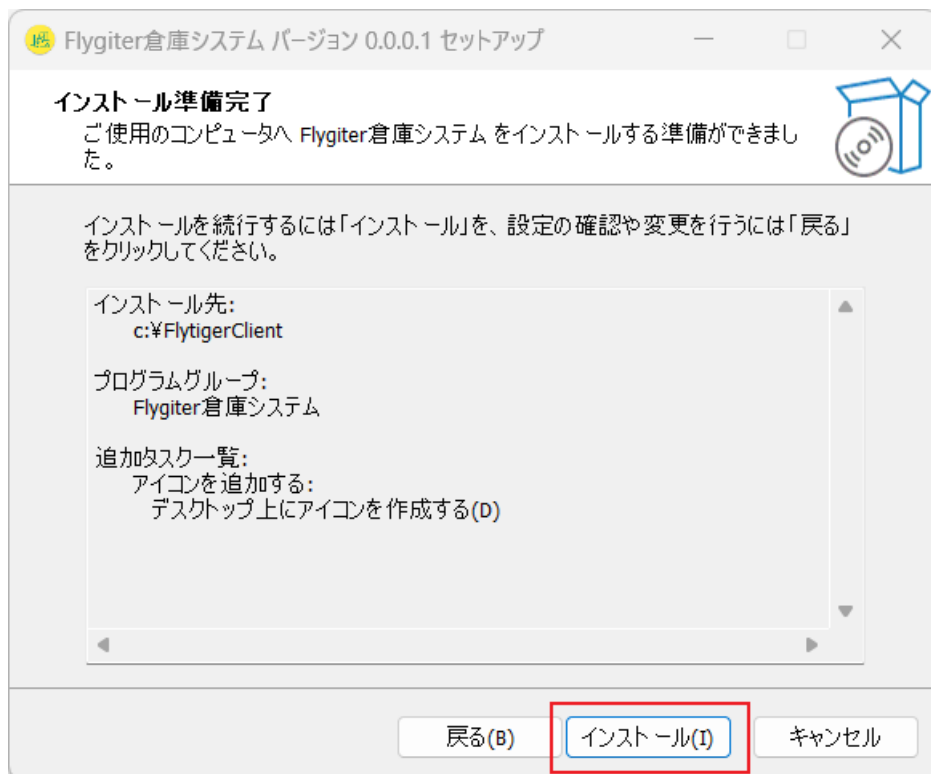 Flygiter倉庫システム バージョン 0.0.0.1 セットアップ
インストール準備完了
ご使用のコンピュータへ Flygiter倉庫システム をインストールする準備ができまし
た。
インストールを続行するには「インストール」を、設定の確認や変更を行うには「戻る」
をクリックしてください。
インストール先:
c:¥FlytigerClient
プログラムグループ:
Flygiter倉庫システム
追加タスク一覧:
アイコンを追加する:
デスクトップ上にアイコンを作成する(D)
戻る(B) インストール(I) キャンセル